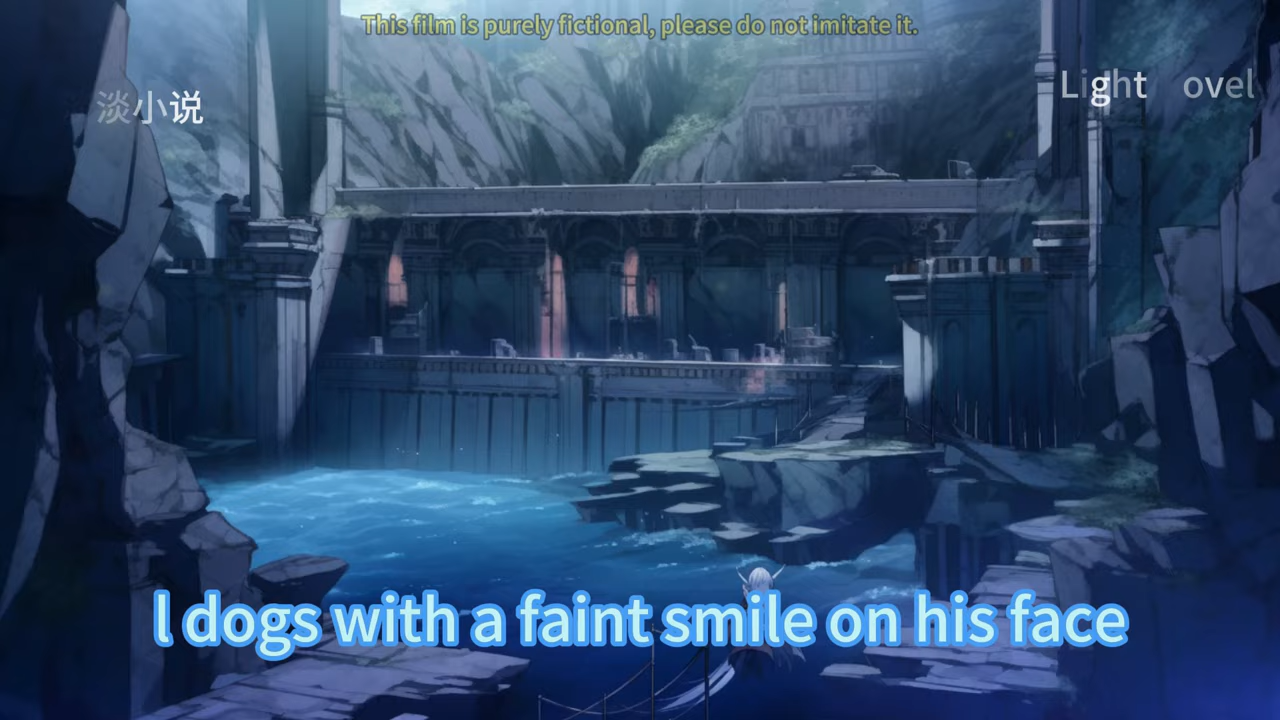 This film is purely fictional, please do not imitate it.
淡小说
Light ovel
l dogs with a faint smile on his face